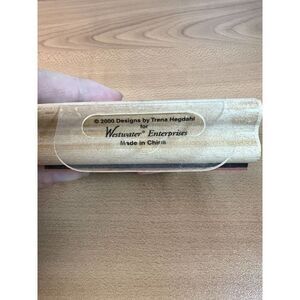 © 2000 Designs by Trena Hegdahl
for
Westwater® Enterprises
Made in China